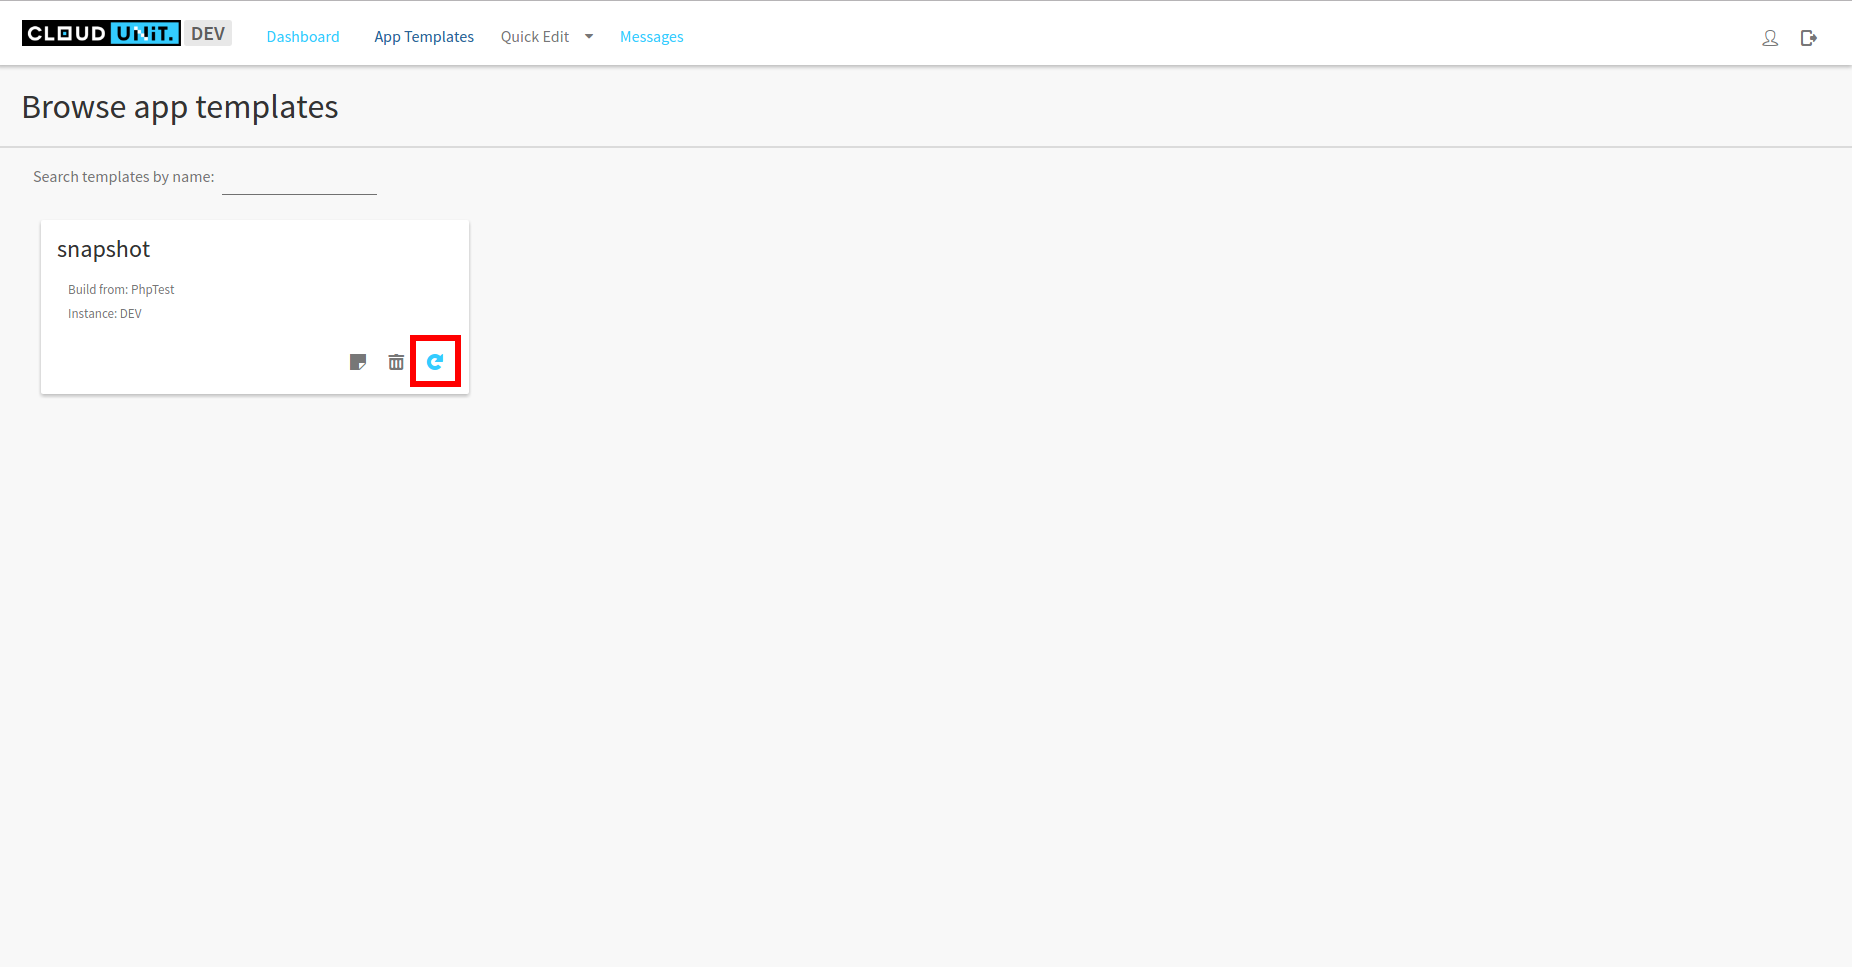 CLOUD UNIT. DEV Dashboard App Templates Quick Edit Messages
Browse app templates
Search templates by name:
snapshot
Build from: PhpTest
Instance: DEV